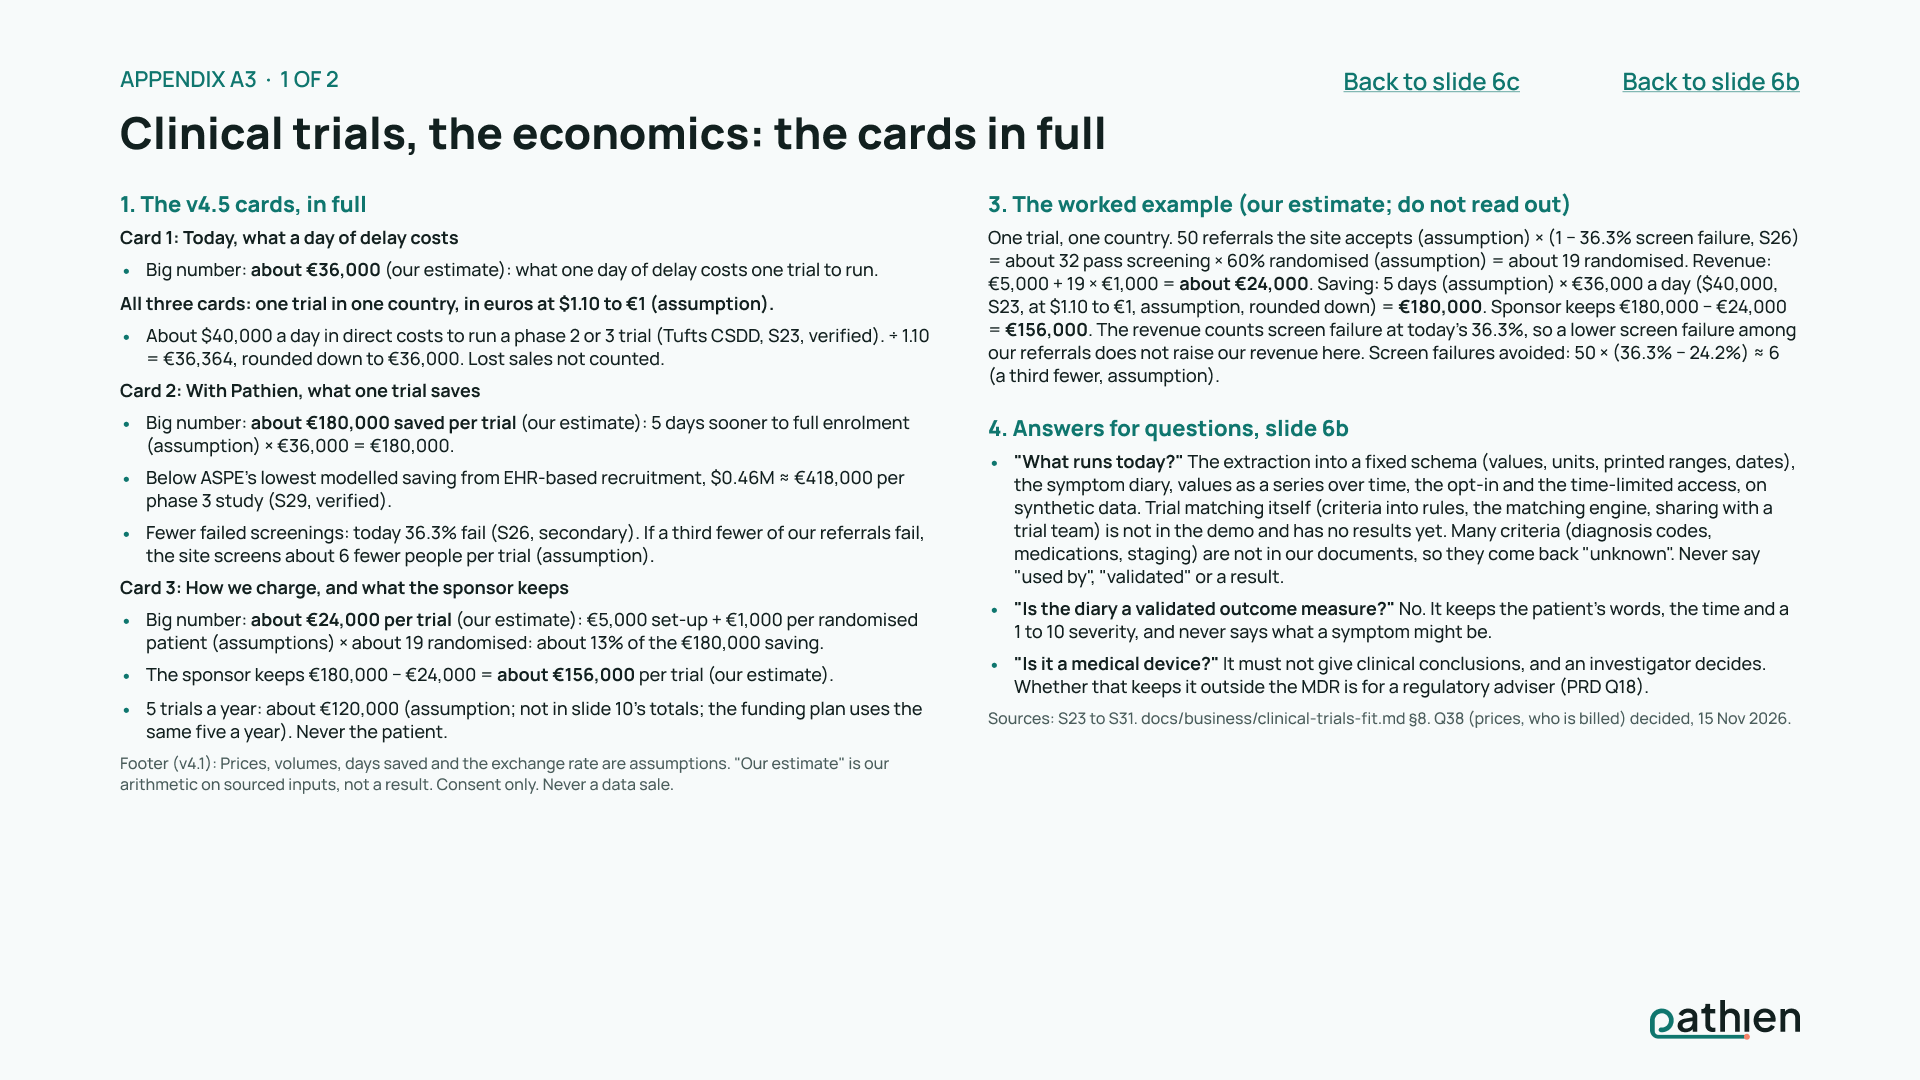 APPENDIX A3 · 1 OF 2
Back to slide 6c
Back to slide 6b
Clinical trials, the economics: the cards in full
1. The v4.5 cards, in full
Card 1: Today, what a day of delay costs
• Big number: about €36,000 (our estimate): what one day of delay costs one trial to run.
All three cards: one trial in one country, in euros at $1.10 to €1 (assumption).
• About $40,000 a day in direct costs to run a phase 2 or 3 trial (Tufts CSDD, S23, verified). ÷ 1.10
= €36,364, rounded down to €36,000. Lost sales not counted.
Card 2: With Pathien, what one trial saves
• Big number: about €180,000 saved per trial (our estimate): 5 days sooner to full enrolment
(assumption) × €36,000 = €180,000.
• Below ASPE's lowest modelled saving from EHR-based recruitment, $0.46M ≈ €418,000 per
phase 3 study (S29, verified).
• Fewer failed screenings: today 36.3% fail (S26, secondary). If a third fewer of our referrals fail,
the site screens about 6 fewer people per trial (assumption).
Card 3: How we charge, and what the sponsor keeps
• Big number: about €24,000 per trial (our estimate): €5,000 set-up + €1,000 per randomised
patient (assumptions) × about 19 randomised: about 13% of the €180,000 saving.
• The sponsor keeps €180,000 − €24,000 = about €156,000 per trial (our estimate).
• 5 trials a year: about €120,000 (assumption; not in slide 10's totals; the funding plan uses the
same five a year). Never the patient.
Footer (v4.1): Prices, volumes, days saved and the exchange rate are assumptions. "Our estimate" is our
arithmetic on sourced inputs, not a result. Consent only. Never a data sale.
3. The worked example (our estimate; do not read out)
One trial, one country. 50 referrals the site accepts (assumption) × (1 − 36.3% screen failure, S26)
= about 32 pass screening × 60% randomised (assumption) = about 19 randomised. Revenue:
€5,000 + 19 × €1,000 = about €24,000. Saving: 5 days (assumption) × €36,000 a day ($40,000,
S23, at $1.10 to €1, assumption, rounded down) = €180,000. Sponsor keeps €180,000 − €24,000
= €156,000. The revenue counts screen failure at today's 36.3%, so a lower screen failure among
our referrals does not raise our revenue here. Screen failures avoided: 50 × (36.3% − 24.2%) ≈ 6
(a third fewer, assumption).
4. Answers for questions, slide 6b
• "What runs today?" The extraction into a fixed schema (values, units, printed ranges, dates),
the symptom diary, values as a series over time, the opt-in and the time-limited access, on
synthetic data. Trial matching itself (criteria into rules, the matching engine, sharing with a
trial team) is not in the demo and has no results yet. Many criteria (diagnosis codes,
medications, staging) are not in our documents, so they come back "unknown". Never say
"used by", "validated" or a result.
• "Is the diary a validated outcome measure?" No. It keeps the patient's words, the time and a
1 to 10 severity, and never says what a symptom might be.
• "Is it a medical device?" It must not give clinical conclusions, and an investigator decides.
Whether that keeps it outside the MDR is for a regulatory adviser (PRD Q18).
Sources: S23 to S31. docs/business/clinical-trials-fit.md §8. Q38 (prices, who is billed) decided, 15 Nov 2026.
pathien